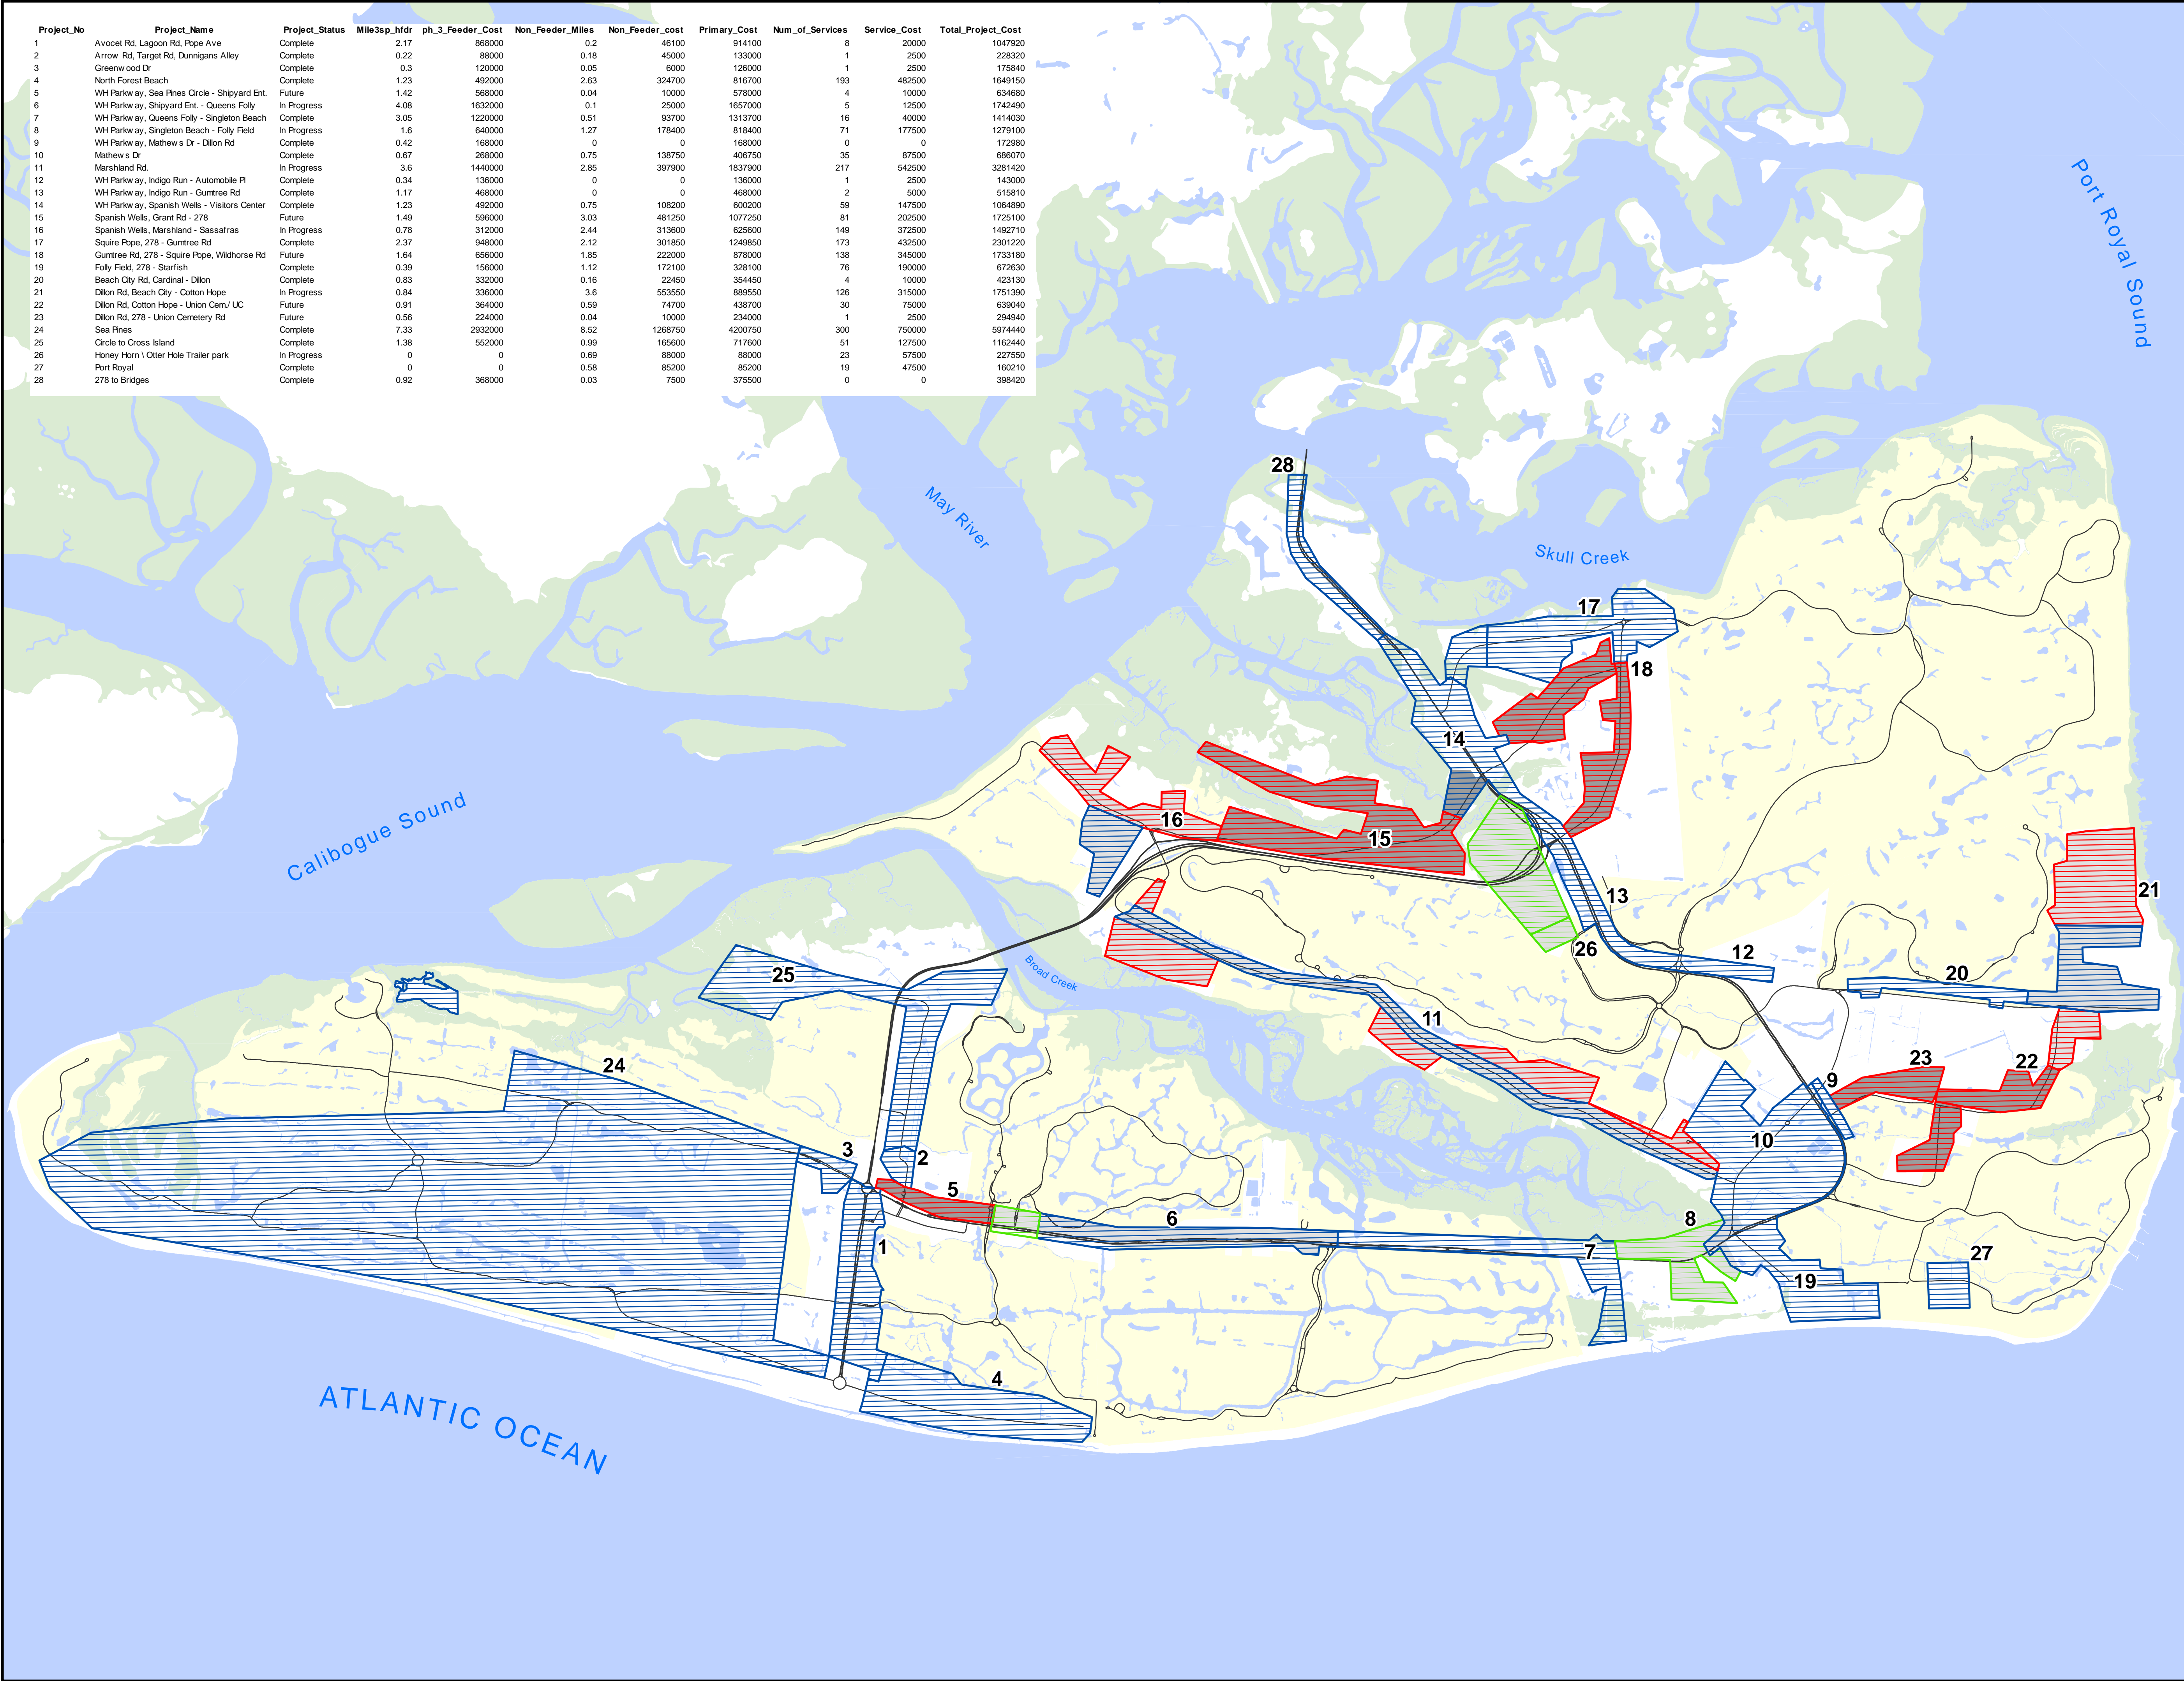 Project_No Project_Name Project_Status Mile3sp_hfdr ph_3_Feeder_Cost Non_Feeder_Miles Non_Feeder_cost Primary_Cost Num_of_Services Service_Cost Total_Project_Cost
1 Avocet Rd, Lagoon Rd, Pope Ave Complete 2.17 868000 0.2 46100 914100 8 20000 1047920
2 Arrow Rd, Target Rd, Dunnigans Alley Complete 0.22 88000 0.18 45000 133000 1 2500 228320
3 Greenwood Dr Complete 0.3 120000 0.05 6000 126000 1 2500 175840
4 North Forest Beach Complete 1.23 492000 2.63 324700 816700 193 482500 1649150
5 WH Parkway, Sea Pines Circle - Shipyard Ent. Future 1.42 568000 0.04 10000 578000 4 10000 634680
6 WH Parkway, Shipyard Ent. - Queens Folly In Progress 4.08 1632000 0.1 25000 1657000 5 12500 1742490
7 WH Parkway, Queens Folly - Singleton Beach Complete 3.05 1220000 0.51 93700 1313700 16 40000 1414030
8 WH Parkway, Singleton Beach - Folly Field In Progress 1.6 640000 1.27 178400 818400 71 177500 1279100
9 WH Parkway, Mathews Dr - Dillon Rd Complete 0.42 168000 0 0 168000 0 0 172980
10 Mathews Dr Complete 0.67 268000 0.75 138750 406750 35 87500 686070
11 Marshland Rd. In Progress 3.6 1440000 2.85 397900 1837900 217 542500 3281420
12 WH Parkway, Indigo Run - Automobile Pl Complete 0.34 136000 0 0 136000 1 2500 143000
13 WH Parkway, Indigo Run - Gumtree Rd Complete 1.17 468000 0 0 468000 2 5000 515810
14 WH Parkway, Spanish Wells - Visitors Center Complete 1.23 492000 0.75 108200 600200 59 147500 1064890
15 Spanish Wells, Grant Rd - 278 Future 1.49 596000 3.03 481250 1077250 81 202500 1725100
16 Spanish Wells, Marshland - Sassafras In Progress 0.78 312000 2.44 313600 625600 149 372500 1492710
17 Squire Pope, 278 - Gumtree Rd Complete 2.37 948000 2.12 301850 1249850 173 432500 2301220
18 Gumtree Rd, 278 - Squire Pope, Wildhorse Rd Future 1.64 656000 1.85 222000 878000 138 345000 1733180
19 Folly Field, 278 - Starfish Complete 0.39 156000 1.12 172100 328100 76 190000 672630
20 Beach City Rd, Cardinal - Dillon Complete 0.83 332000 0.16 22450 354450 4 10000 423130
21 Dillon Rd, Beach City - Cotton Hope In Progress 0.84 336000 3.6 553550 889550 126 315000 1751390
22 Dillon Rd, Cotton Hope - Union Cem./ UC Future 0.91 364000 0.59 74700 438700 30 75000 639040
23 Dillon Rd, 278 - Union Cemetery Rd Future 0.56 224000 0.04 10000 234000 1 2500 294940
24 Sea Pines Complete 7.33 2932000 8.52 1268750 4200750 300 750000 5974440
25 Circle to Cross Island Complete 1.38 552000 0.99 165600 717600 51 127500 1162440
26 Honey Horn \ Otter Hole Trailer park In Progress 0 0 0.69 88000 88000 23 57500 227550
27 Port Royal Complete 0 0 0.58 85200 85200 19 47500 160210
28 278 to Bridges Complete 0.92 368000 0.03 7500 375500 0 0 398420
Port Royal Sound
28
May River
Skull Creek
17
18
14
16
15
Calibogue Sound
21
13
26
12
25
Broad Creek
20
11
24
23
22
9
10
3
2
5
6
8
1
7
27
19
4
ATLANTIC OCEAN